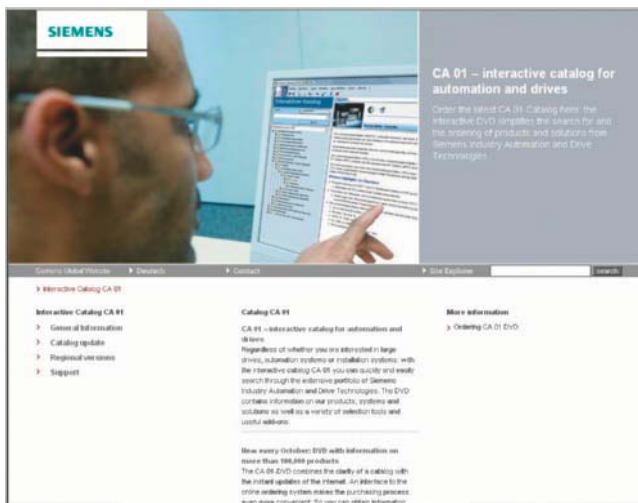 SIEMENS
CA 01 – interactive catalog for
automation and drives
Order the latest CA 01 Catalog here: the
interactive DVD simplifies the search for and
the ordering of products and solutions from
Siemens Industry Automation and Drive
Technologies.
Siemens Global Website Deutsch Contact Site Explorer search
Interactive Catalog CA 01
Interactive Catalog CA 01
General Information
Catalog update
Regional versions
Support
Catalog CA 01
CA 01 – interactive catalog for automation and
drives
Regardless of whether you are interested in large
drives, automation systems or installation systems: with
the interactive catalog CA 01 you can quickly and easily
search through the extensive portfolio of Siemens
Industry Automation and Drive Technologies. The DVD
contains information on our products, systems and
solutions as well as a variety of selection tools and
useful add-ons.
New every October: DVD with information on
more than 100,000 products
The CA 01-DVD combines the clarity of a catalog with
the instant updates of the Internet. An interface to the
online ordering system makes the purchasing process
even more convenient. So you can obtain information
More information
Ordering CA 01 DVD